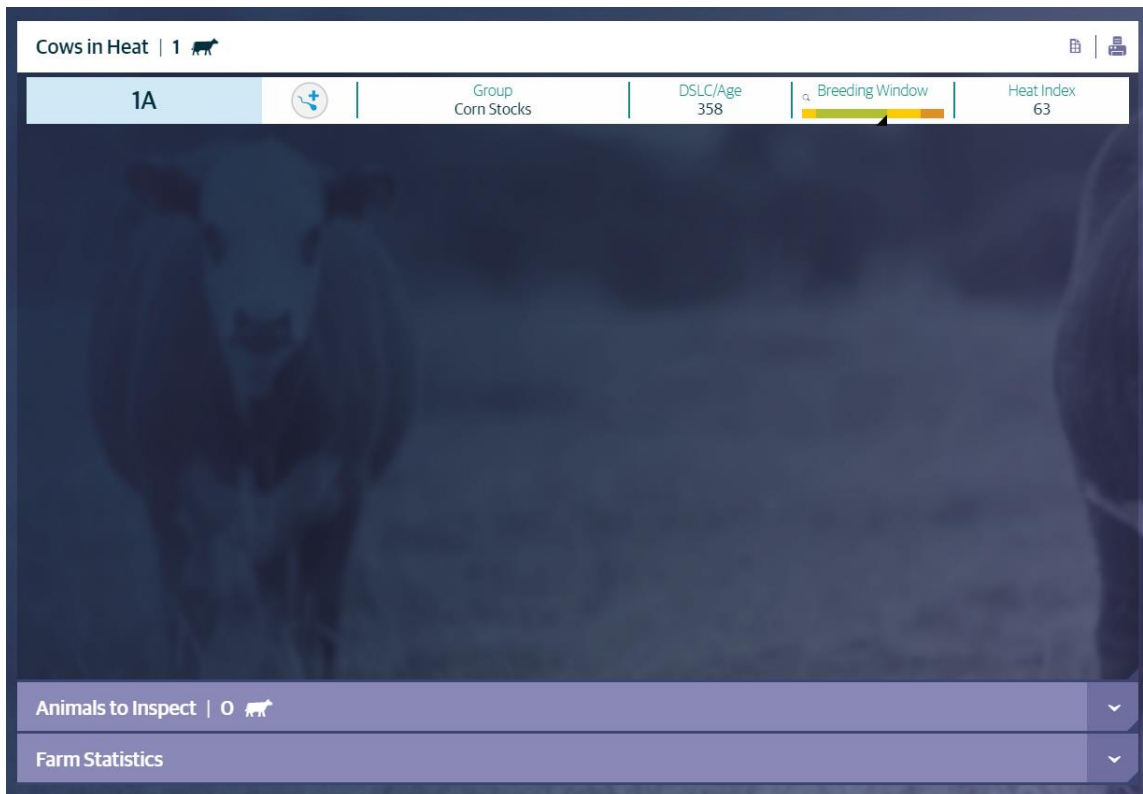 Cows in Heat | 1
1A
Group
Corn Stocks
DSLC/Age
358
Breeding Window
Heat Index
63
Animals to Inspect | 0
Farm Statistics